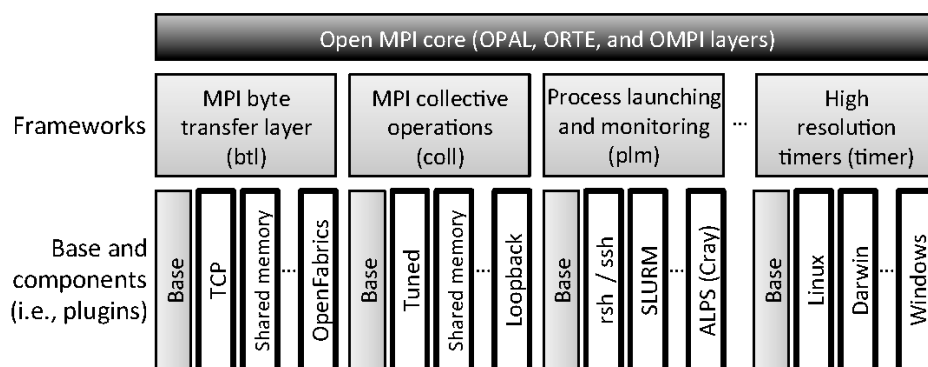 Open MPI core (OPAL, ORTE, and OMPI layers)
Frameworks
MPI byte
transfer layer
(btl)
MPI collective
operations
(coll)
Process launching
and monitoring
(plm)
...
High
resolution
timers (timer)
Base and
components
(i.e., plugins)
Base
TCP
Shared memory
...
OpenFabrics
Base
Tuned
Shared memory
...
Loopback
Base
rsh / ssh
SLURM
...
ALPS (Cray)
Base
Linux
Darwin
...
Windows